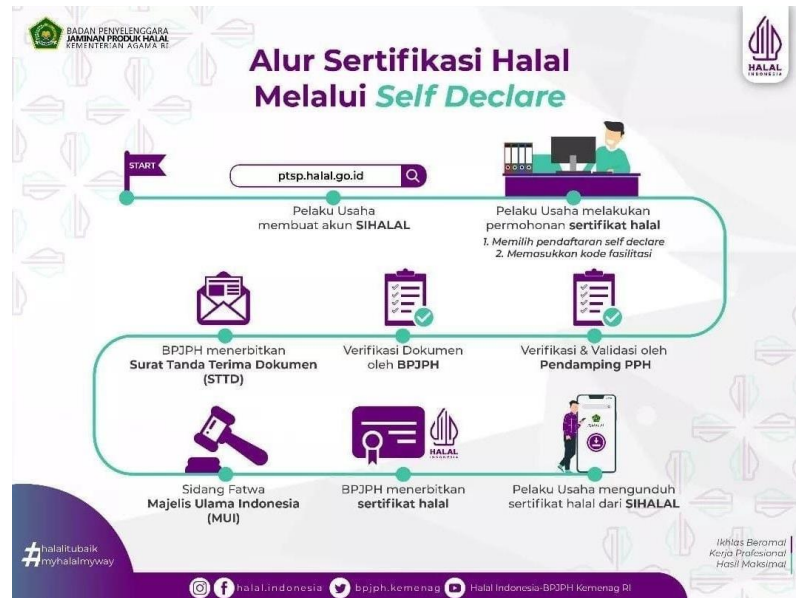 BADAN PENYELENGGARA
JAMINAN PRODUK HALAL
KEMENTERIAN AGAMA RI
HALAL
INDONESIA
Alur Sertifikasi Halal
Melalui Self Declare
START
ptsp.halal.go.id
Pelaku Usaha
membuat akun SIHALAL
Pelaku Usaha melakukan
permohonan sertifikat halal
1. Memilih pendaftaran self declare
2. Memasukkan kode fasilitasi
Verifikasi & Validasi oleh
Pendamping PPH
Verifikasi Dokumen
oleh BPJPH
BPJPH menerbitkan
Surat Tanda Terima Dokumen
(STTD)
Sidang Fatwa
Majelis Ulama Indonesia
(MUI)
HALAL
INDONESIA
BPJPH menerbitkan
sertifikat halal
Pelaku Usaha mengunduh
sertifikat halal dari SIHALAL
#halalitubaik
#myhalalmyway
Ikhlas Beramal
Kerja Profesional
Hasil Maksimal
halal.indonesia bpjph.kemenag Halal Indonesia-BPJPH Kemenag RI